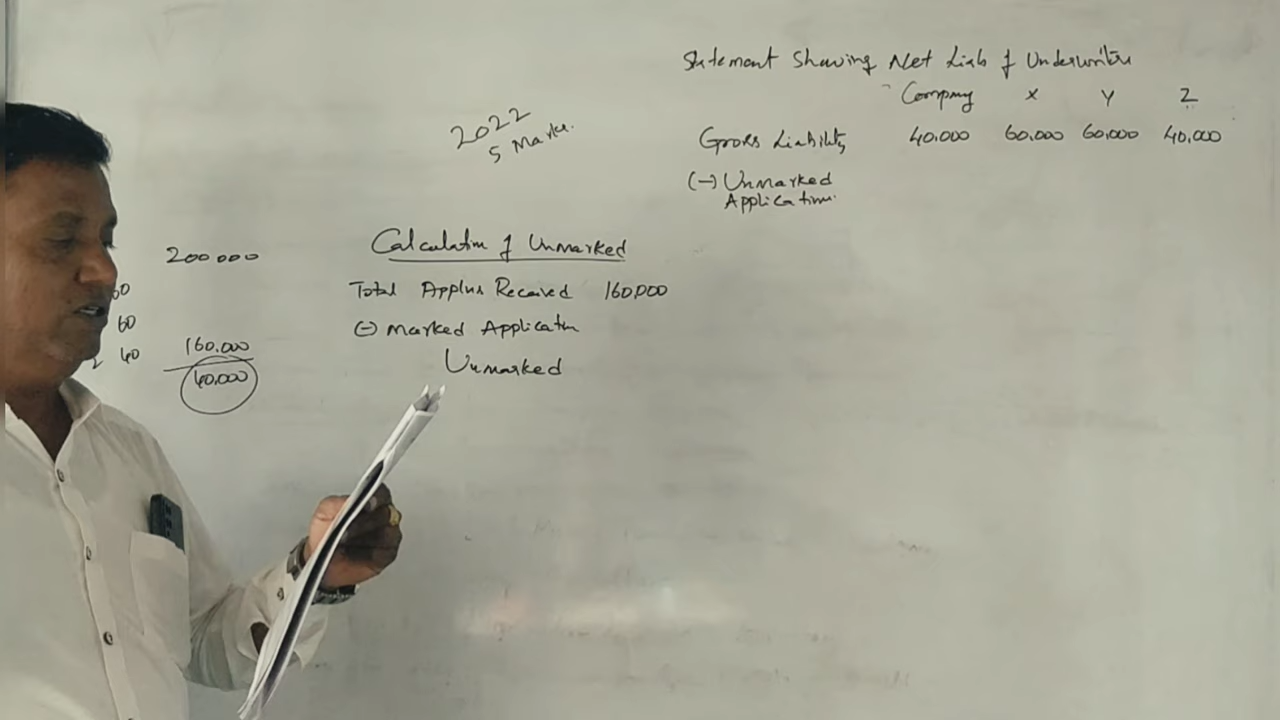 Statement Showing Net Liab of Underwriter
Company X Y Z
Gross Liability 40.000 60.000 60.000 40,000
(-) Unmarked
Application.
2022
5 Marks.
Calculation of Unmarked
Total Applns Received 160,000
(-) Marked Application
Unmarked
200000
60
40 160.000
40.000